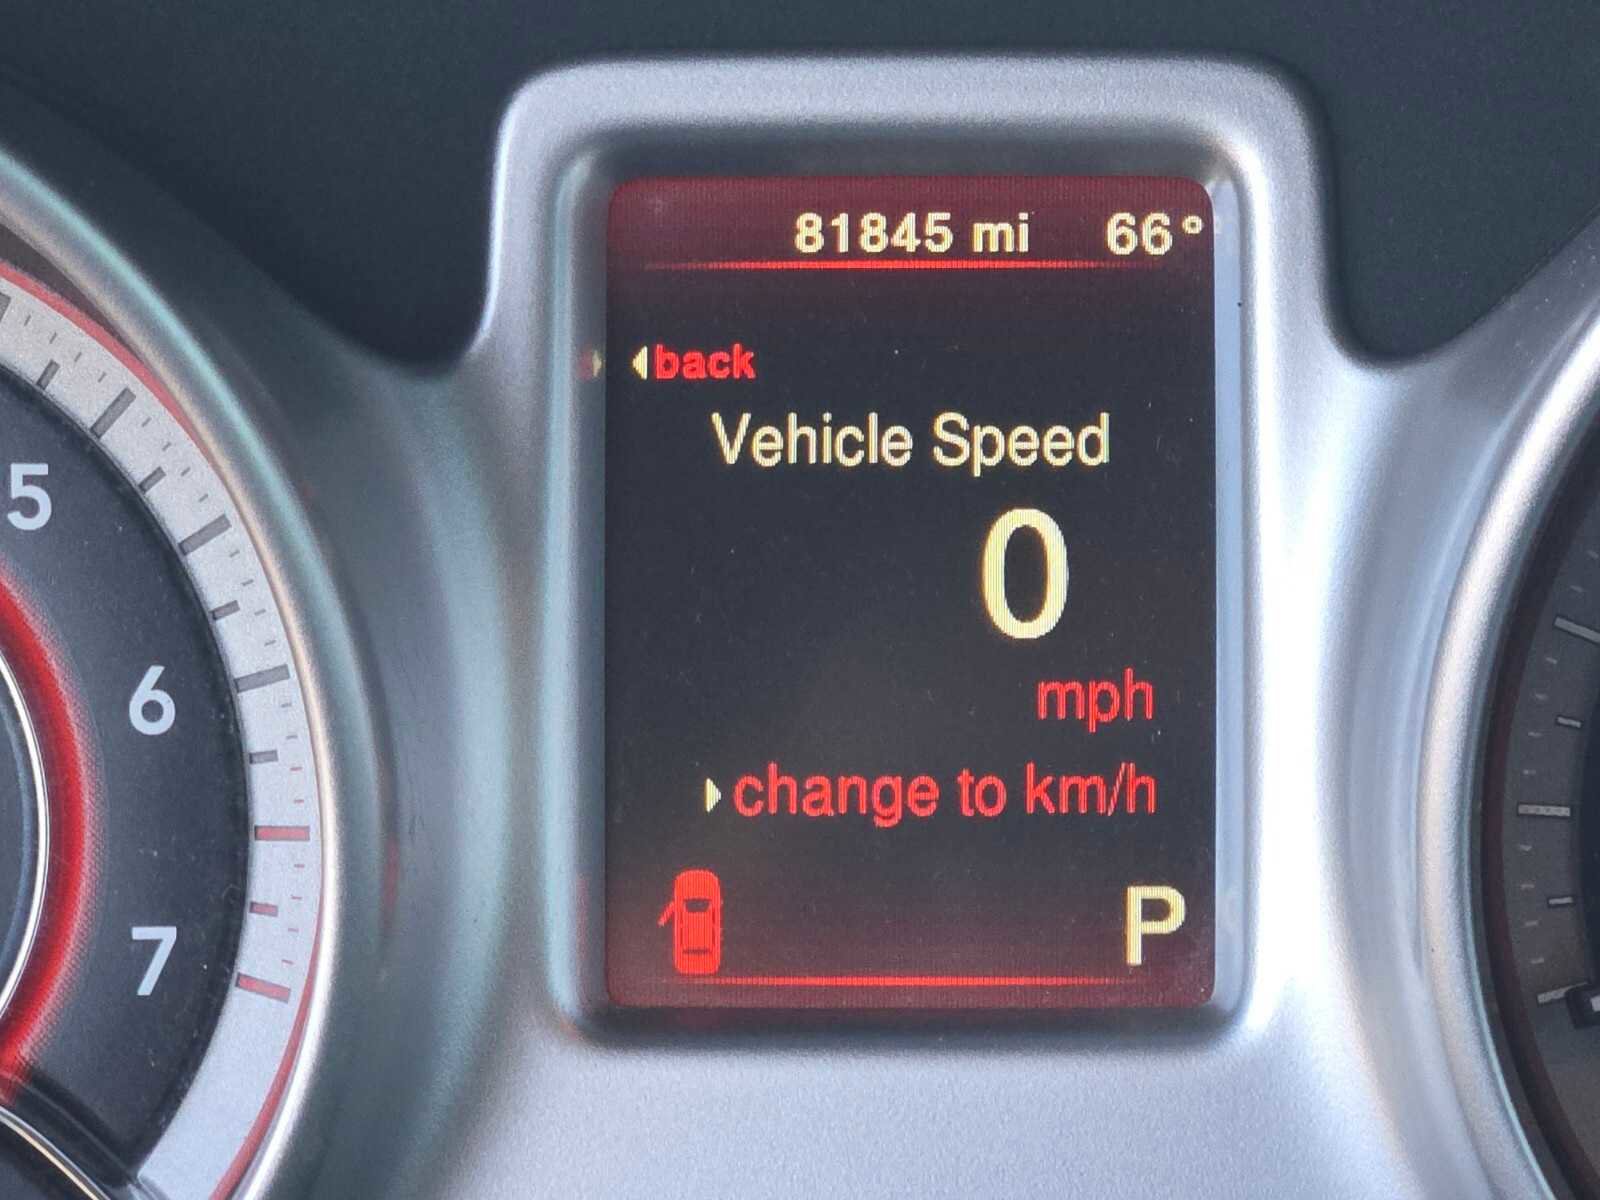 81845 mi 66°
back
Vehicle Speed
0
mph
change to km/h
P
5
6
7